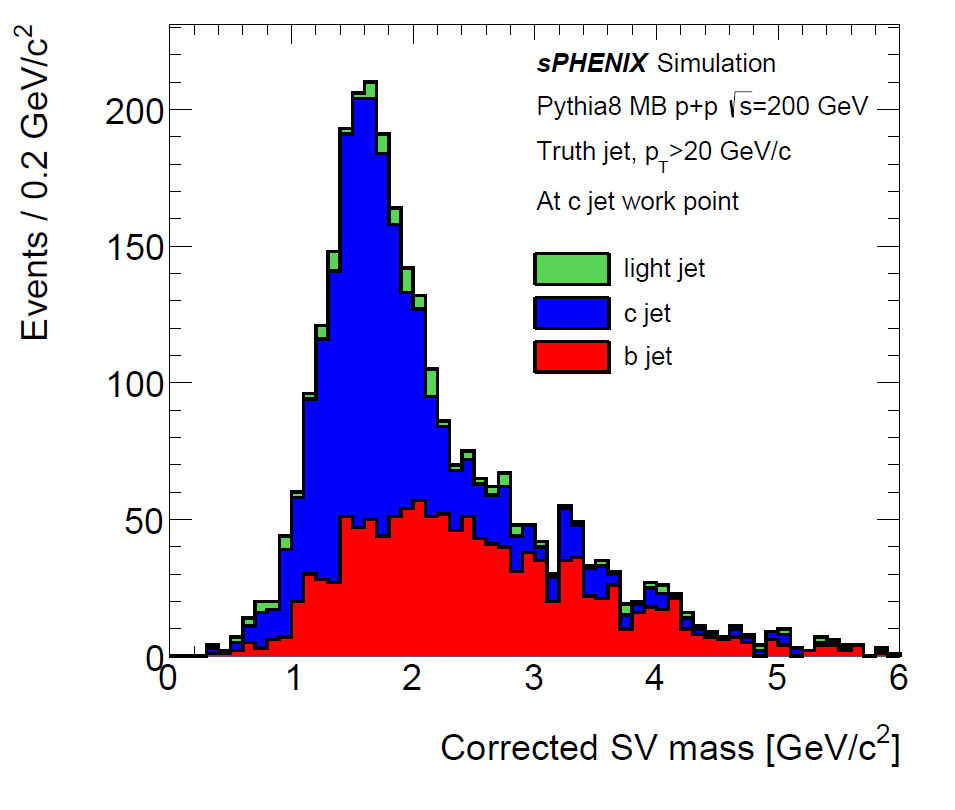 Events / 0.2 GeV/c²
200
150
100
50
0
sPHENIX Simulation
Pythia8 MB p+p √s=200 GeV
Truth jet, p_T>20 GeV/c
At c jet work point
light jet
c jet
b jet
0 1 2 3 4 5 6
Corrected SV mass [GeV/c²]